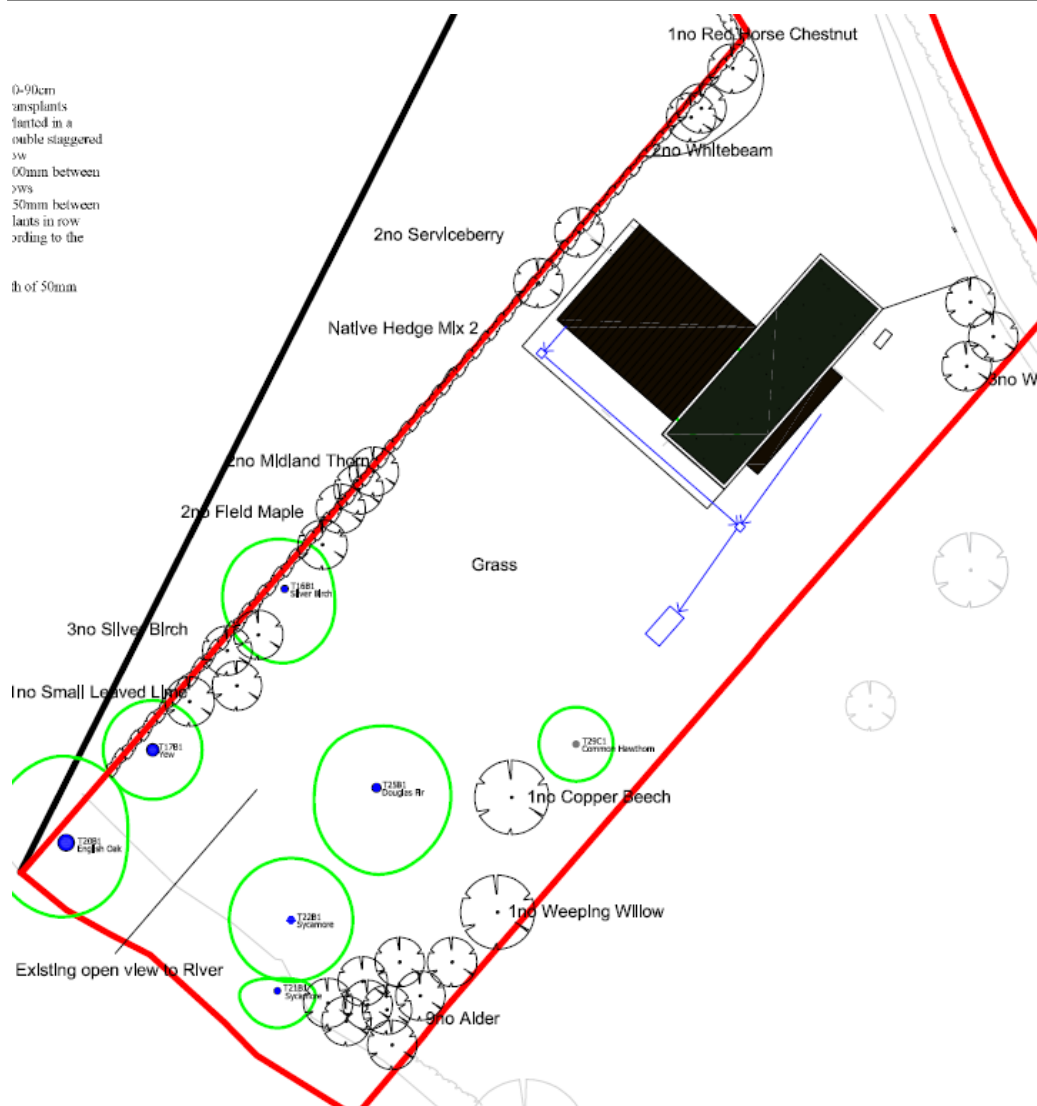 1no Red Horse Chestnut
0-90cm
ansplants
lanted in a
ouble staggered
ow
00mm between
ows
50mm between
lants in row
ording to the
th of 50mm
2no Whitebeam
2no Serviceberry
Native Hedge Mix 2
3no W
2no Midland Thorn
2no Field Maple
Grass
T16B1
Silver Birch
3no Silver Birch
1no Small Leaved Lime
T17B1
Yew
T29C1
Common Hawthorn
T25B1
Douglas Fir
1no Copper Beech
T20B1
English Oak
T22B1
Sycamore
1no Weeping Willow
Existing open view to River
T21B1
Sycamore
9no Alder